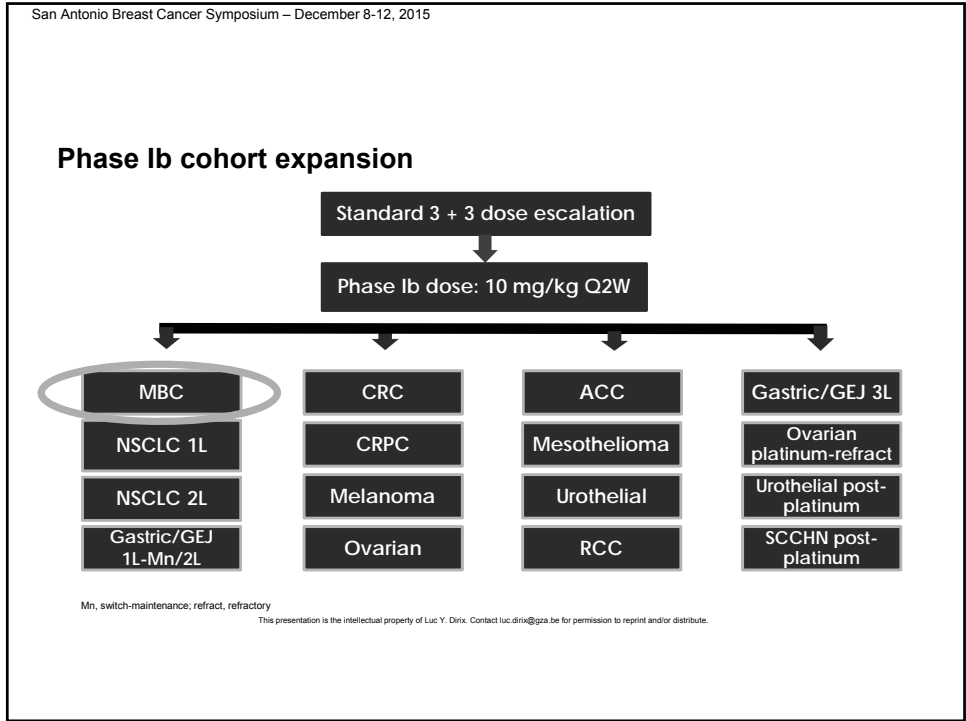 San Antonio Breast Cancer Symposium – December 8-12, 2015
Phase Ib cohort expansion
Standard 3 + 3 dose escalation
Phase Ib dose: 10 mg/kg Q2W
MBC
NSCLC 1L
NSCLC 2L
Gastric/GEJ
1L-Mn/2L
CRC
CRPC
Melanoma
Ovarian
ACC
Mesothelioma
Urothelial
RCC
Gastric/GEJ 3L
Ovarian
platinum-refract
Urothelial post-
platinum
SCCHN post-
platinum
Mn, switch-maintenance; refract, refractory
This presentation is the intellectual property of Luc Y. Dirix. Contact luc.dirix@gza.be for permission to reprint and/or distribute.